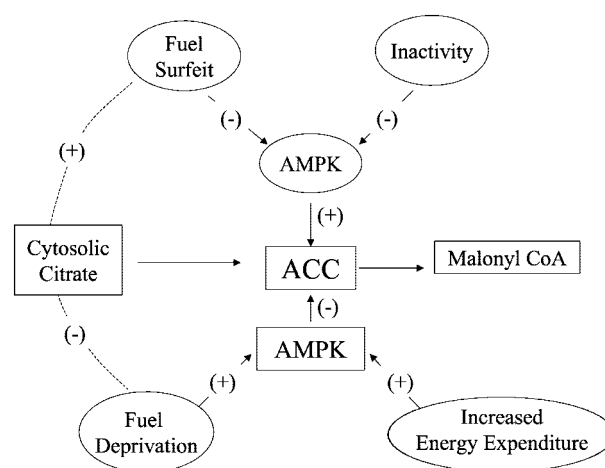 Fuel
Surfeit
Inactivity
(-)
(-)
(+)
AMPK
(+)
Cytosolic
Citrate
ACC
Malonyl CoA
(-)
(-)
AMPK
(+)
(+)
Fuel
Deprivation
Increased
Energy Expenditure